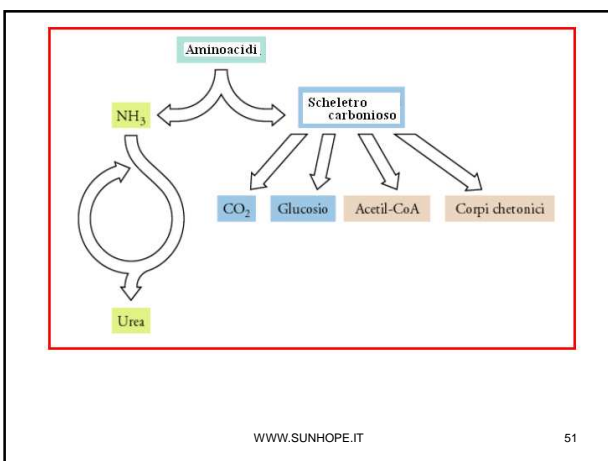 Aminoacidi
NH₃
Scheletro
carbonioso
CO₂
Glucosio
Acetil-CoA
Corpi chetonici
Urea
WWW.SUNHOPE.IT
51